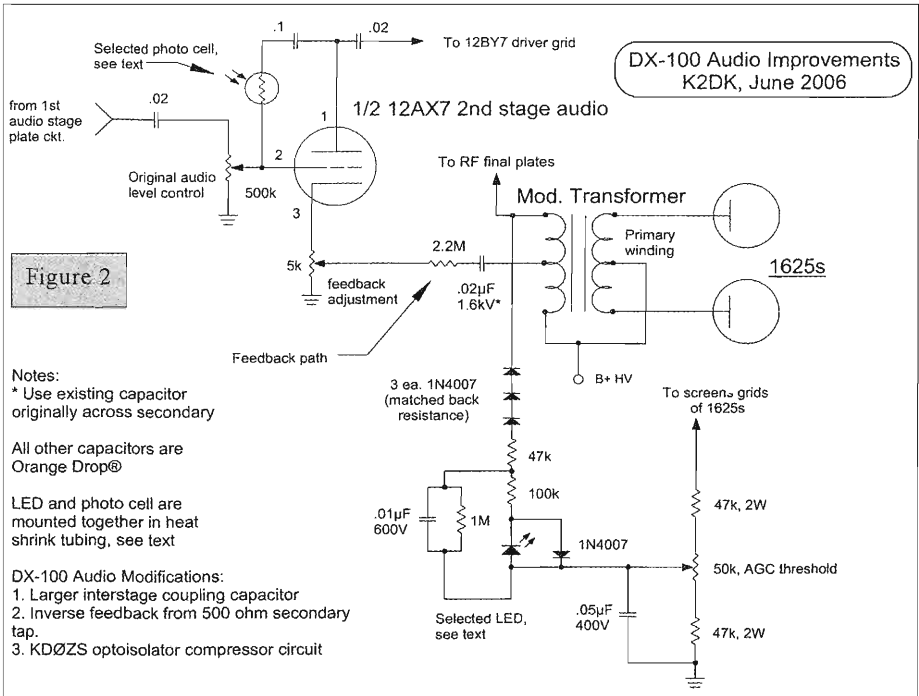 .1
.02
To 12BY7 driver grid
Selected photo cell,
see text
DX-100 Audio Improvements
K2DK, June 2006
from 1st
audio stage
plate ckt.
.02
1
1/2 12AX7 2nd stage audio
2
Original audio
level control
500k
3
To RF final plates
Mod. Transformer
Primary
winding
1625s
Figure 2
5k
feedback
adjustment
2.2M
.02µF
1.6kV*
Feedback path
B+ HV
Notes:
* Use existing capacitor
originally across secondary
All other capacitors are
Orange Drop®
LED and photo cell are
mounted together in heat
shrink tubing, see text
DX-100 Audio Modifications:
1. Larger interstage coupling capacitor
2. Inverse feedback from 500 ohm secondary
tap.
3. KDØZS optoisolator compressor circuit
3 ea. 1N4007
(matched back
resistance)
47k
100k
.01µF
600V
1M
1N4007
Selected LED,
see text
.05µF
400V
To screens grids
of 1625s
47k, 2W
50k, AGC threshold
47k, 2W